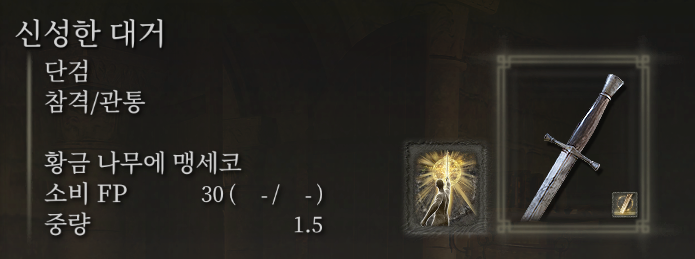 신성한 대거
단검
참격/관통
황금 나무에 맹세코
소비 FP 30 ( - / - )
중량 1.5